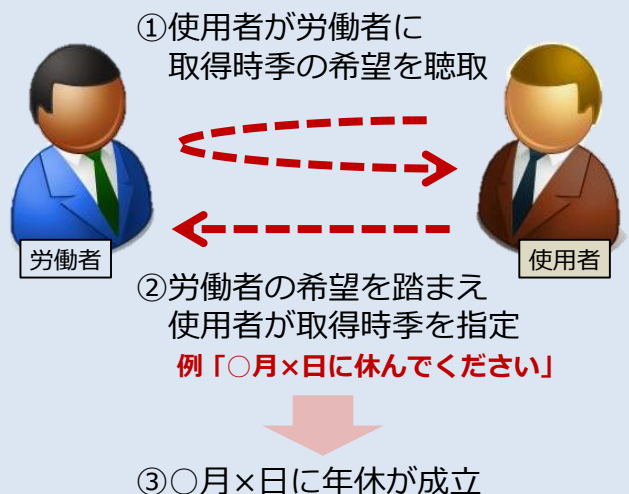 ①使用者が労働者に
取得時季の希望を聴取
労働者
使用者
②労働者の希望を踏まえ
使用者が取得時季を指定
例「○月×日に休んでください」
③○月×日に年休が成立